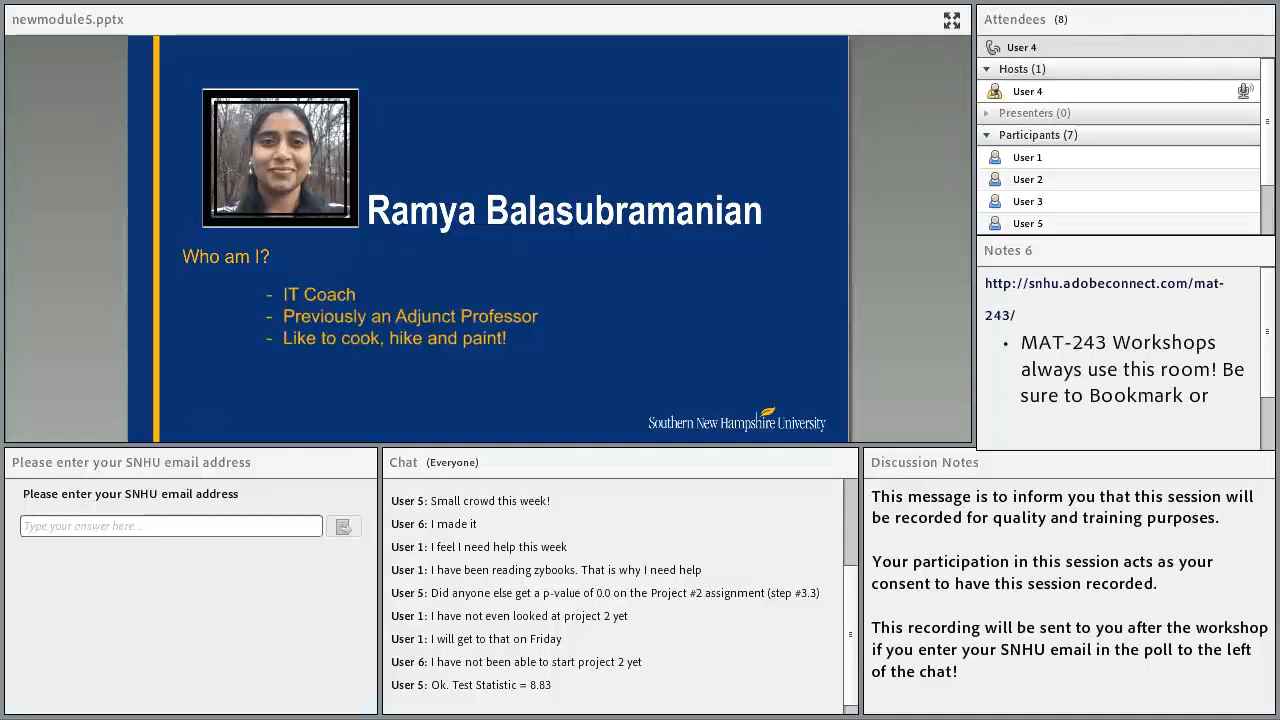 newmodule5.pptx
Ramya Balasubramanian
Who am I?
- IT Coach
- Previously an Adjunct Professor
- Like to cook, hike and paint!
Southern New Hampshire University
Attendees (8)
User 4
Hosts (1)
User 4
Presenters (0)
Participants (7)
User 1
User 2
User 3
User 5
Notes 6
http://snhu.adobeconnect.com/mat-
243/
• MAT-243 Workshops
always use this room! Be
sure to Bookmark or
Please enter your SNHU email address
Please enter your SNHU email address
Type your answer here...
Chat (Everyone)
User 5: Small crowd this week!
User 6: I made it
User 1: I feel I need help this week
User 1: I have been reading zybooks. That is why I need help
User 5: Did anyone else get a p-value of 0.0 on the Project #2 assignment (step #3.3)
User 1: I have not even looked at project 2 yet
User 1: I will get to that on Friday
User 6: I have not been able to start project 2 yet
User 5: Ok. Test Statistic = 8.83
Discussion Notes
This message is to inform you that this session will
be recorded for quality and training purposes.
Your participation in this session acts as your
consent to have this session recorded.
This recording will be sent to you after the workshop
if you enter your SNHU email in the poll to the left
of the chat!